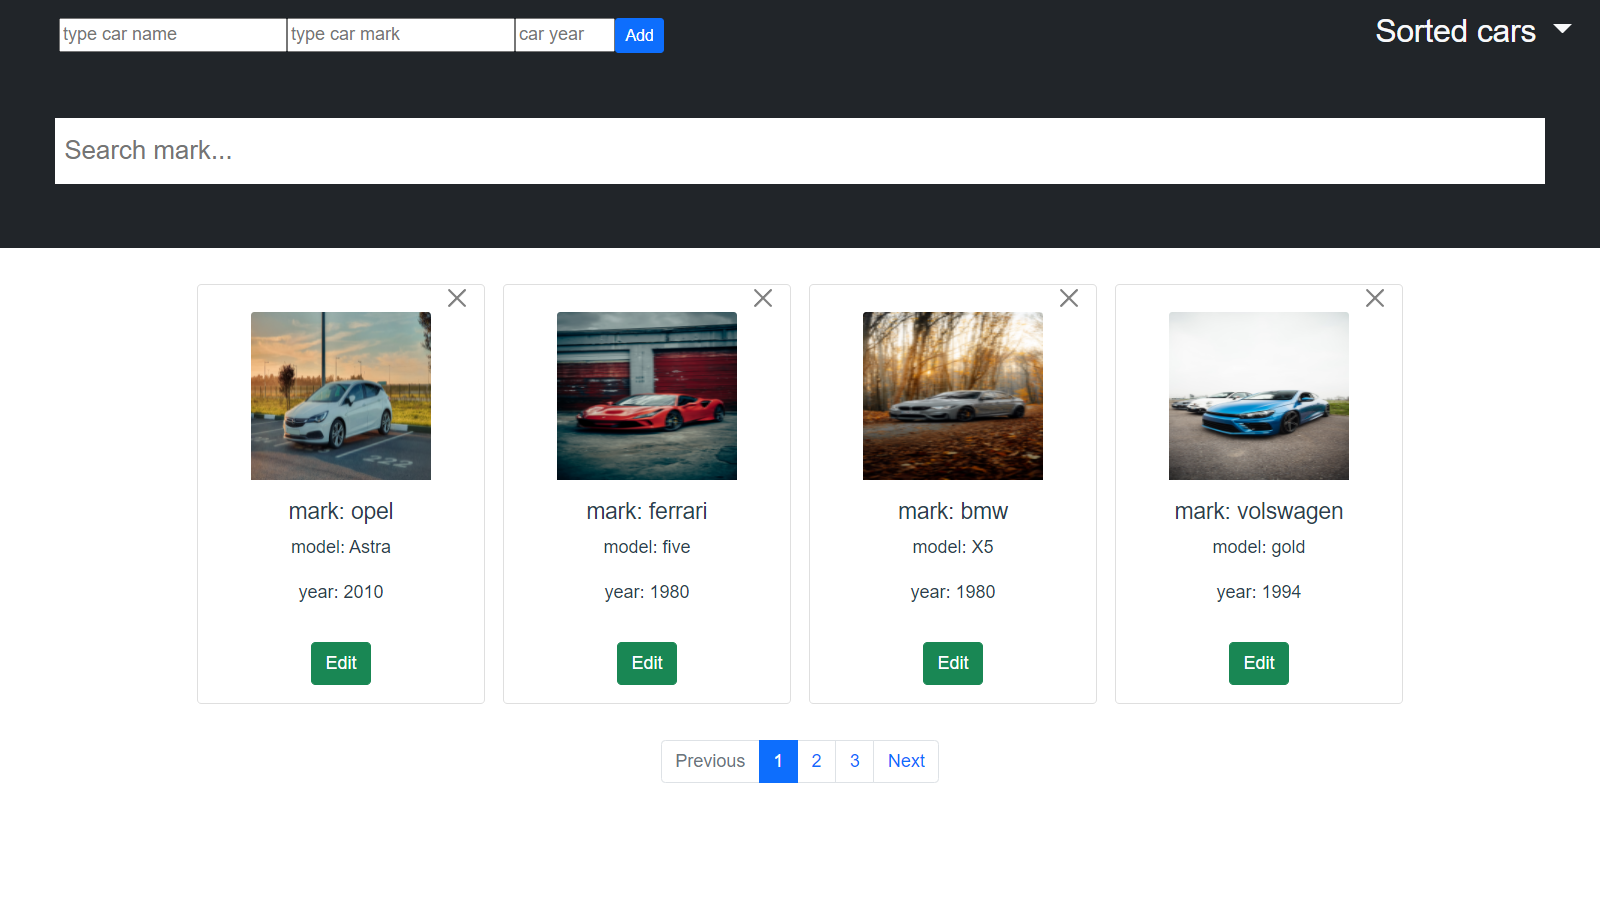 type car name type car mark car year Add Sorted cars
Search mark...
222
mark: opel mark: ferrari mark: bmw mark: volswagen
model: Astra model: five model: X5 model: gold
year: 2010 year: 1980 year: 1980 year: 1994
Edit Edit Edit Edit
Previous 1 2 3 Next